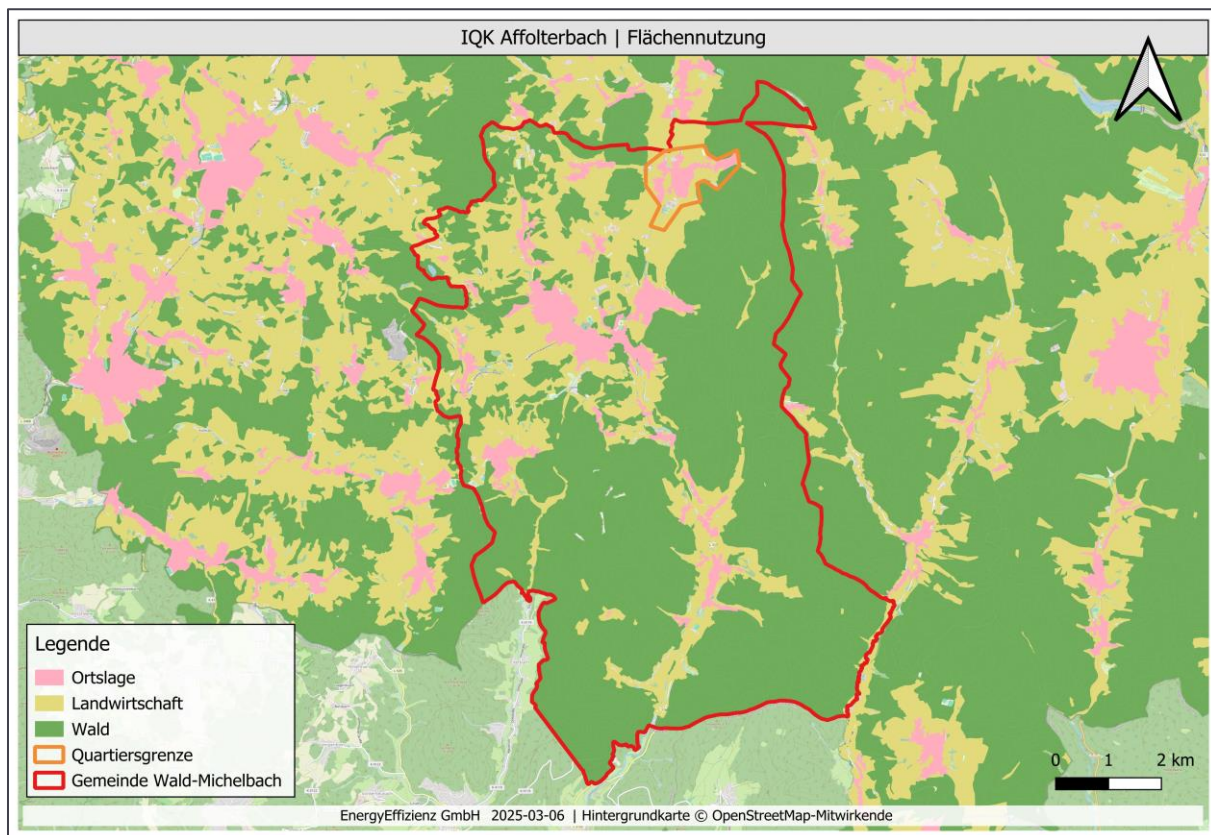 IQK Affolterbach | Flächennutzung
Legende
Ortslage
Landwirtschaft
Wald
Quartiersgrenze
Gemeinde Wald-Michelbach
0 1 2 km
EnergyEffizienz GmbH 2025-03-06 | Hintergrundkarte © OpenStreetMap-Mitwirkende